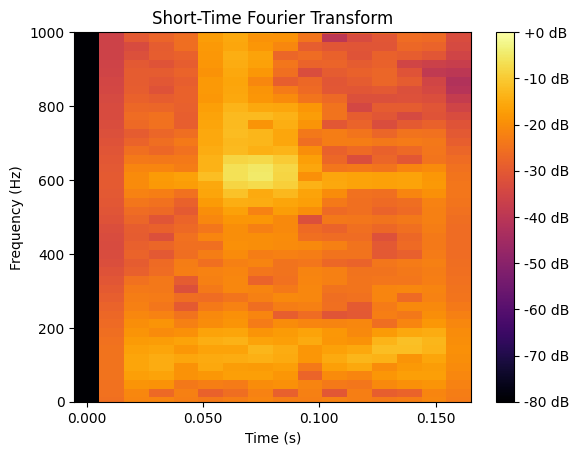 Short-Time Fourier Transform
1000
800
600
400
200
0
Frequency (Hz)
0.000
0.050
0.100
0.150
Time (s)
+0 dB
-10 dB
-20 dB
-30 dB
-40 dB
-50 dB
-60 dB
-70 dB
-80 dB